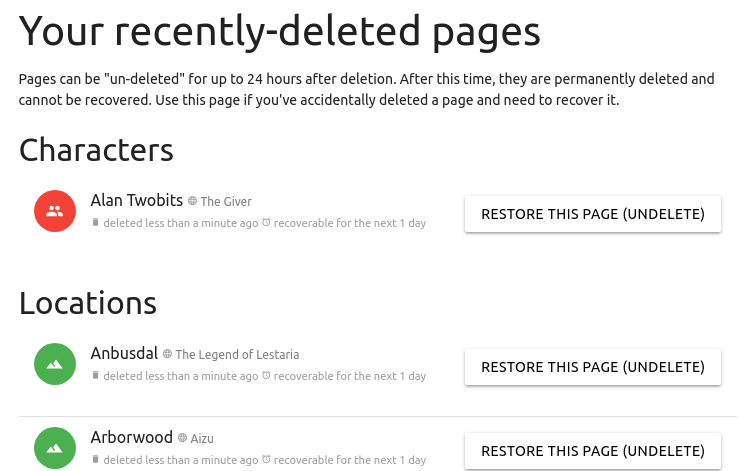 Your recently-deleted pages
Pages can be "un-deleted" for up to 24 hours after deletion. After this time, they are permanently deleted and
cannot be recovered. Use this page if you've accidentally deleted a page and need to recover it.
Characters
Alan Twobits The Giver
deleted less than a minute ago recoverable for the next 1 day
RESTORE THIS PAGE (UNDELETE)
Locations
Anbusdal The Legend of Lestaria
deleted less than a minute ago recoverable for the next 1 day
RESTORE THIS PAGE (UNDELETE)
Arborwood Aizu
deleted less than a minute ago recoverable for the next 1 day
RESTORE THIS PAGE (UNDELETE)